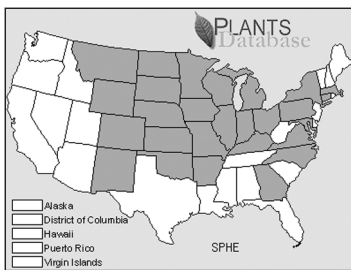 PLANTS
Database
Alaska
District of Columbia
Hawaii
Puerto Rico
Virgin Islands
SPHE